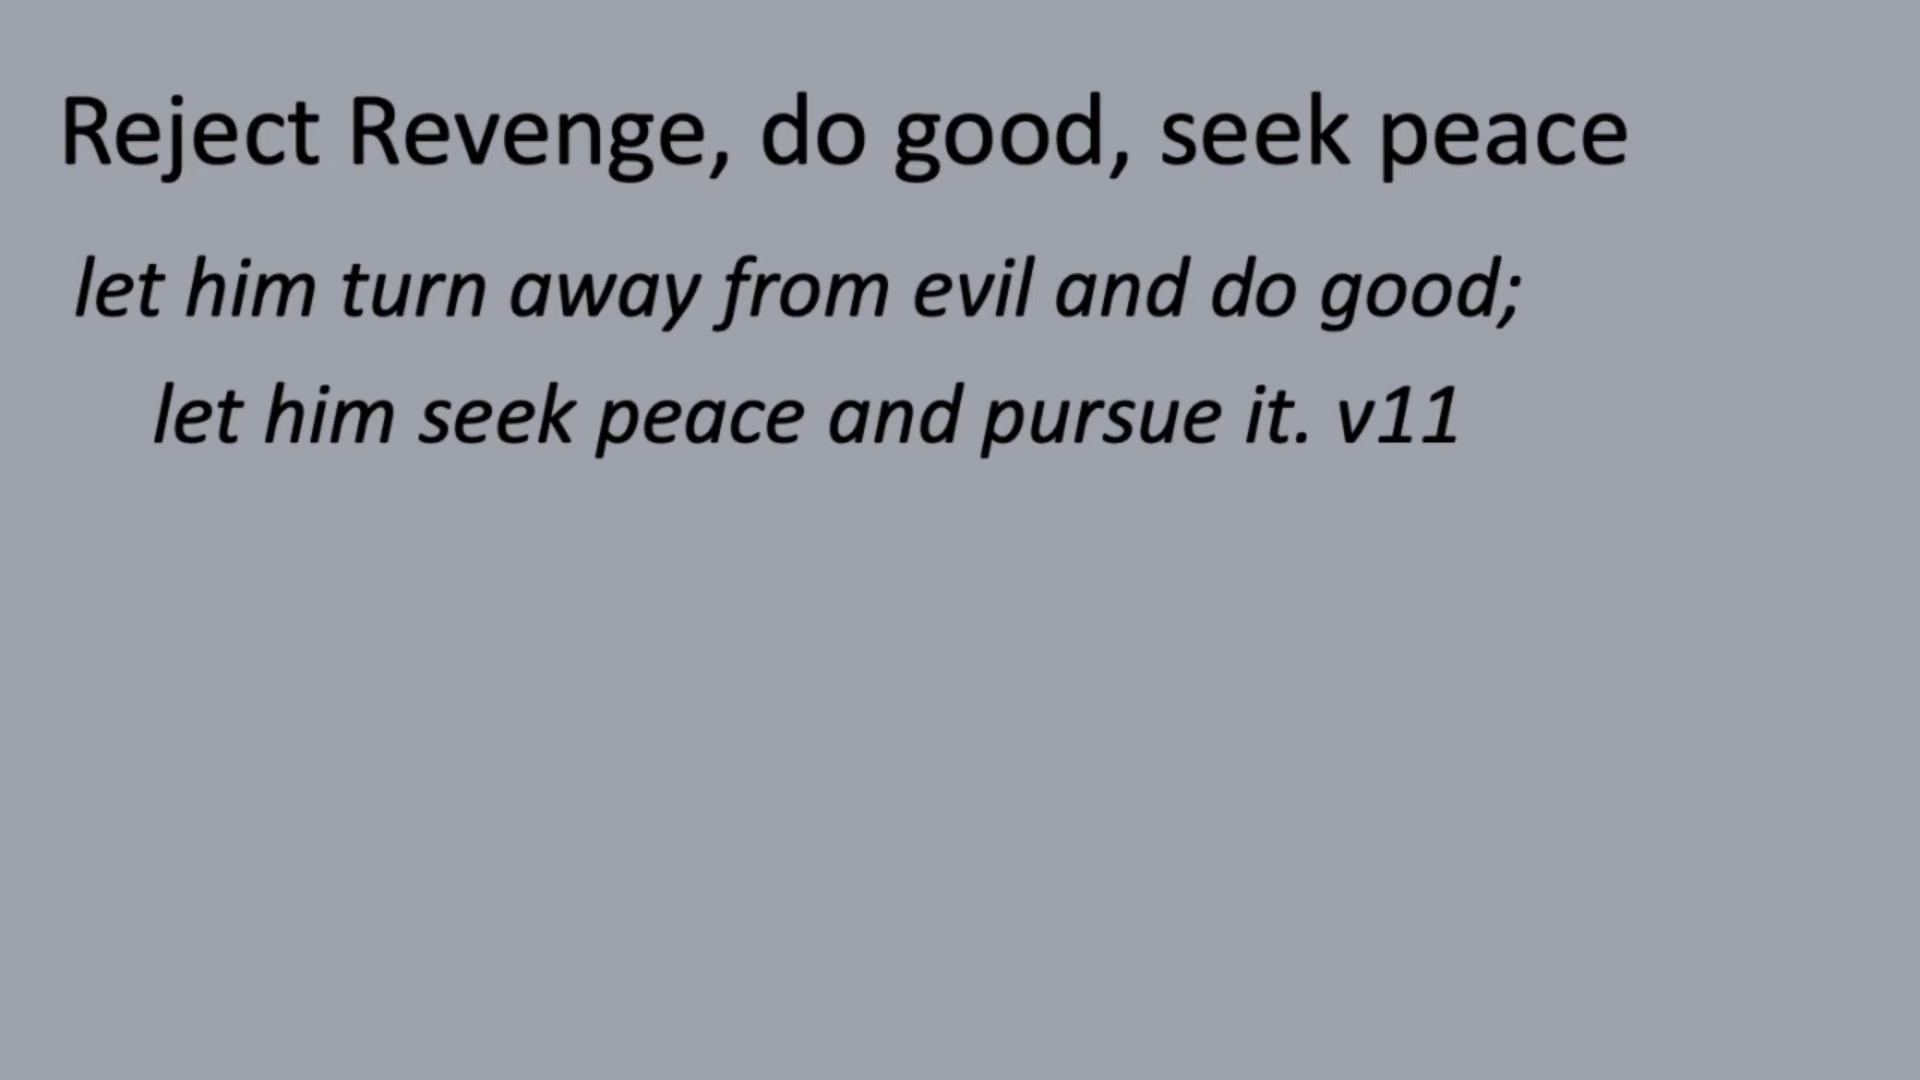 Reject Revenge, do good, seek peace
let him turn away from evil and do good;
let him seek peace and pursue it. v11